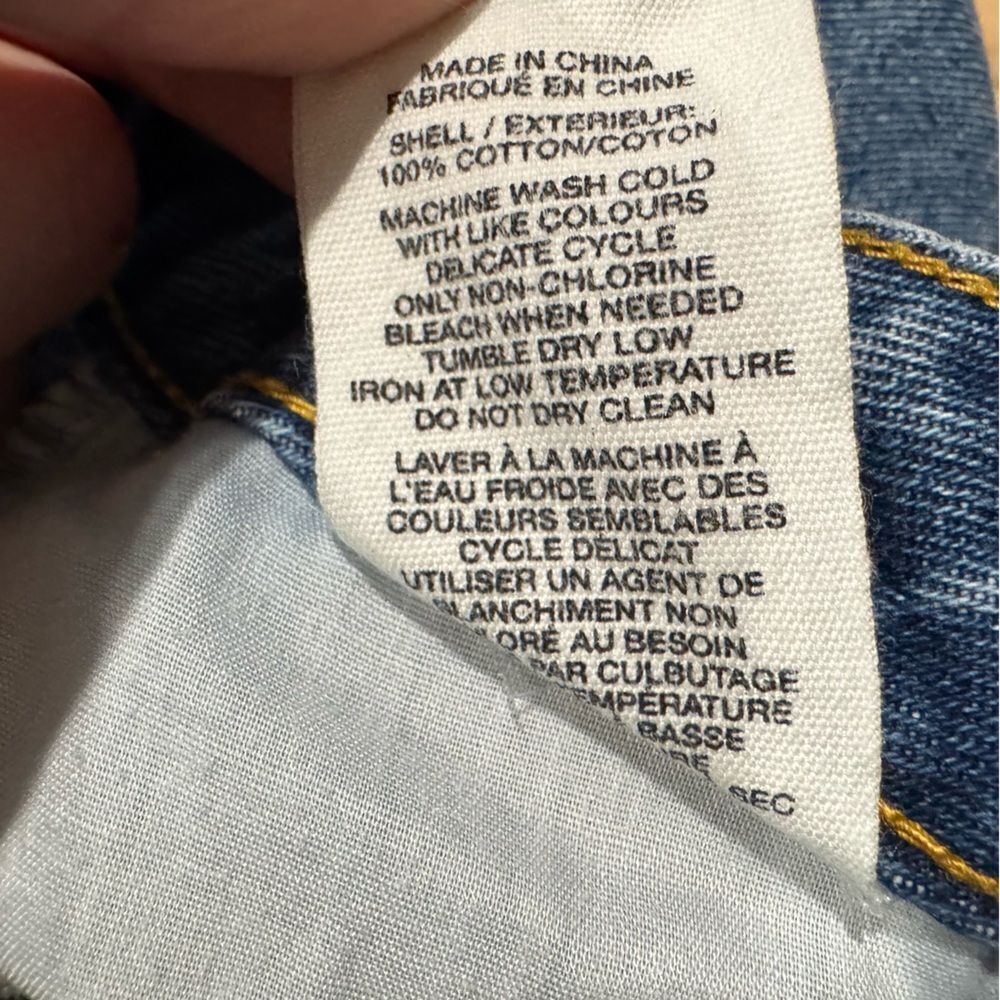 MADE IN CHINA
FABRIQUÉ EN CHINE
SHELL / EXTERIEUR:
100% COTTON/COTON
MACHINE WASH COLD
WITH LIKE COLOURS
DELICATE CYCLE
ONLY NON-CHLORINE
BLEACH WHEN NEEDED
TUMBLE DRY LOW
IRON AT LOW TEMPERATURE
DO NOT DRY CLEAN
LAVER À LA MACHINE À
L'EAU FROIDE AVEC DES
COULEURS SEMBLABLES
CYCLE DÉLICAT
UTILISER UN AGENT DE
BLANCHIMENT NON
AU BESOIN
PAR CULBUTAGE
TEMPÉRATURE
BASSE
SEC